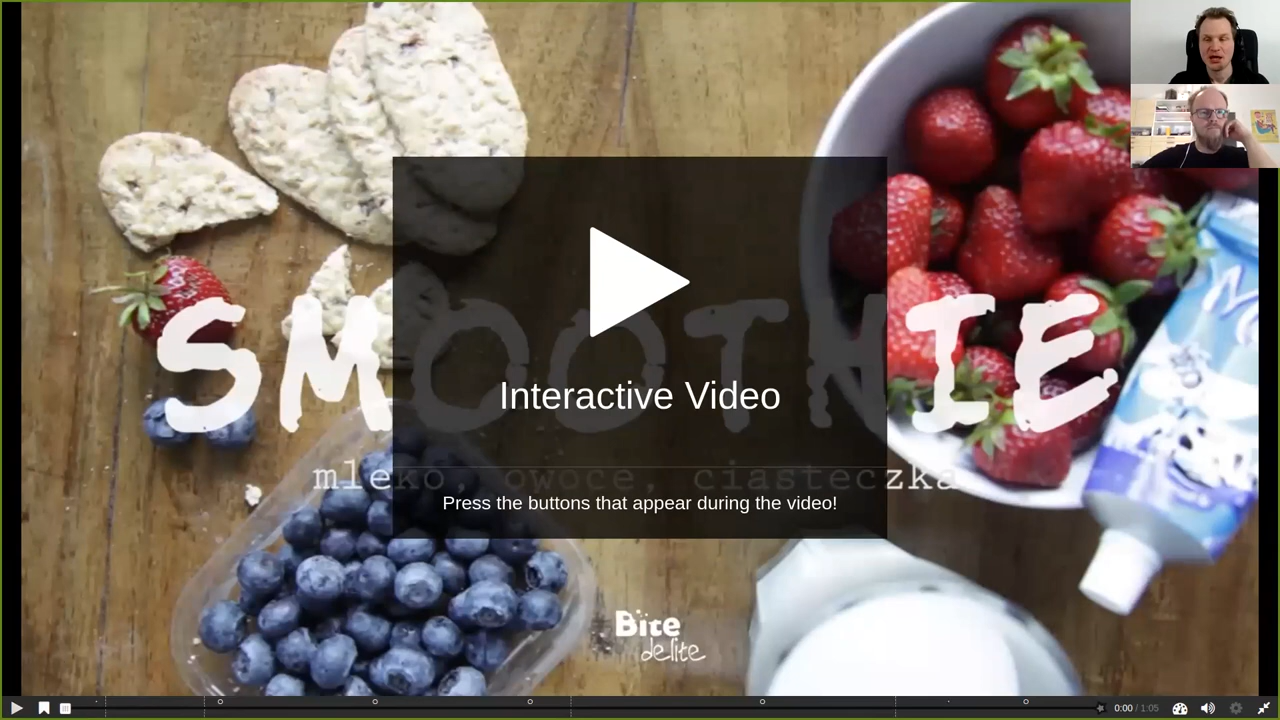 SMOOTHIE
Interactive Video
mleko, owoce, ciasteczka
Press the buttons that appear during the video!
Bite
delite
0:00 / 1:05